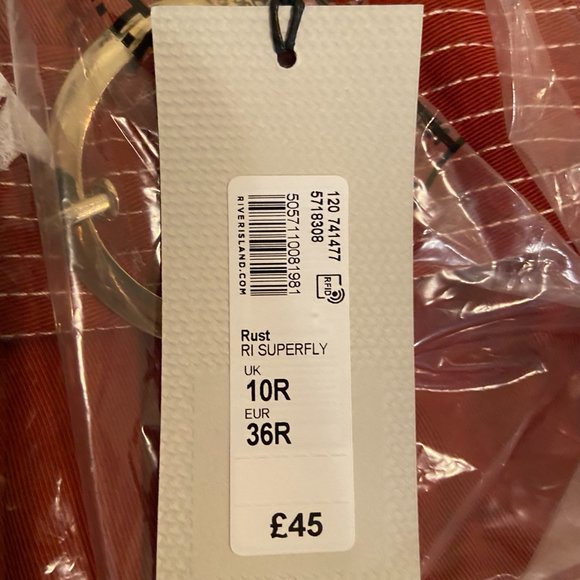 120 741477
5718308
RFID
5057110081981
RIVERISLAND.COM
Rust
RI SUPERFLY
UK
10R
EUR
36R
£45